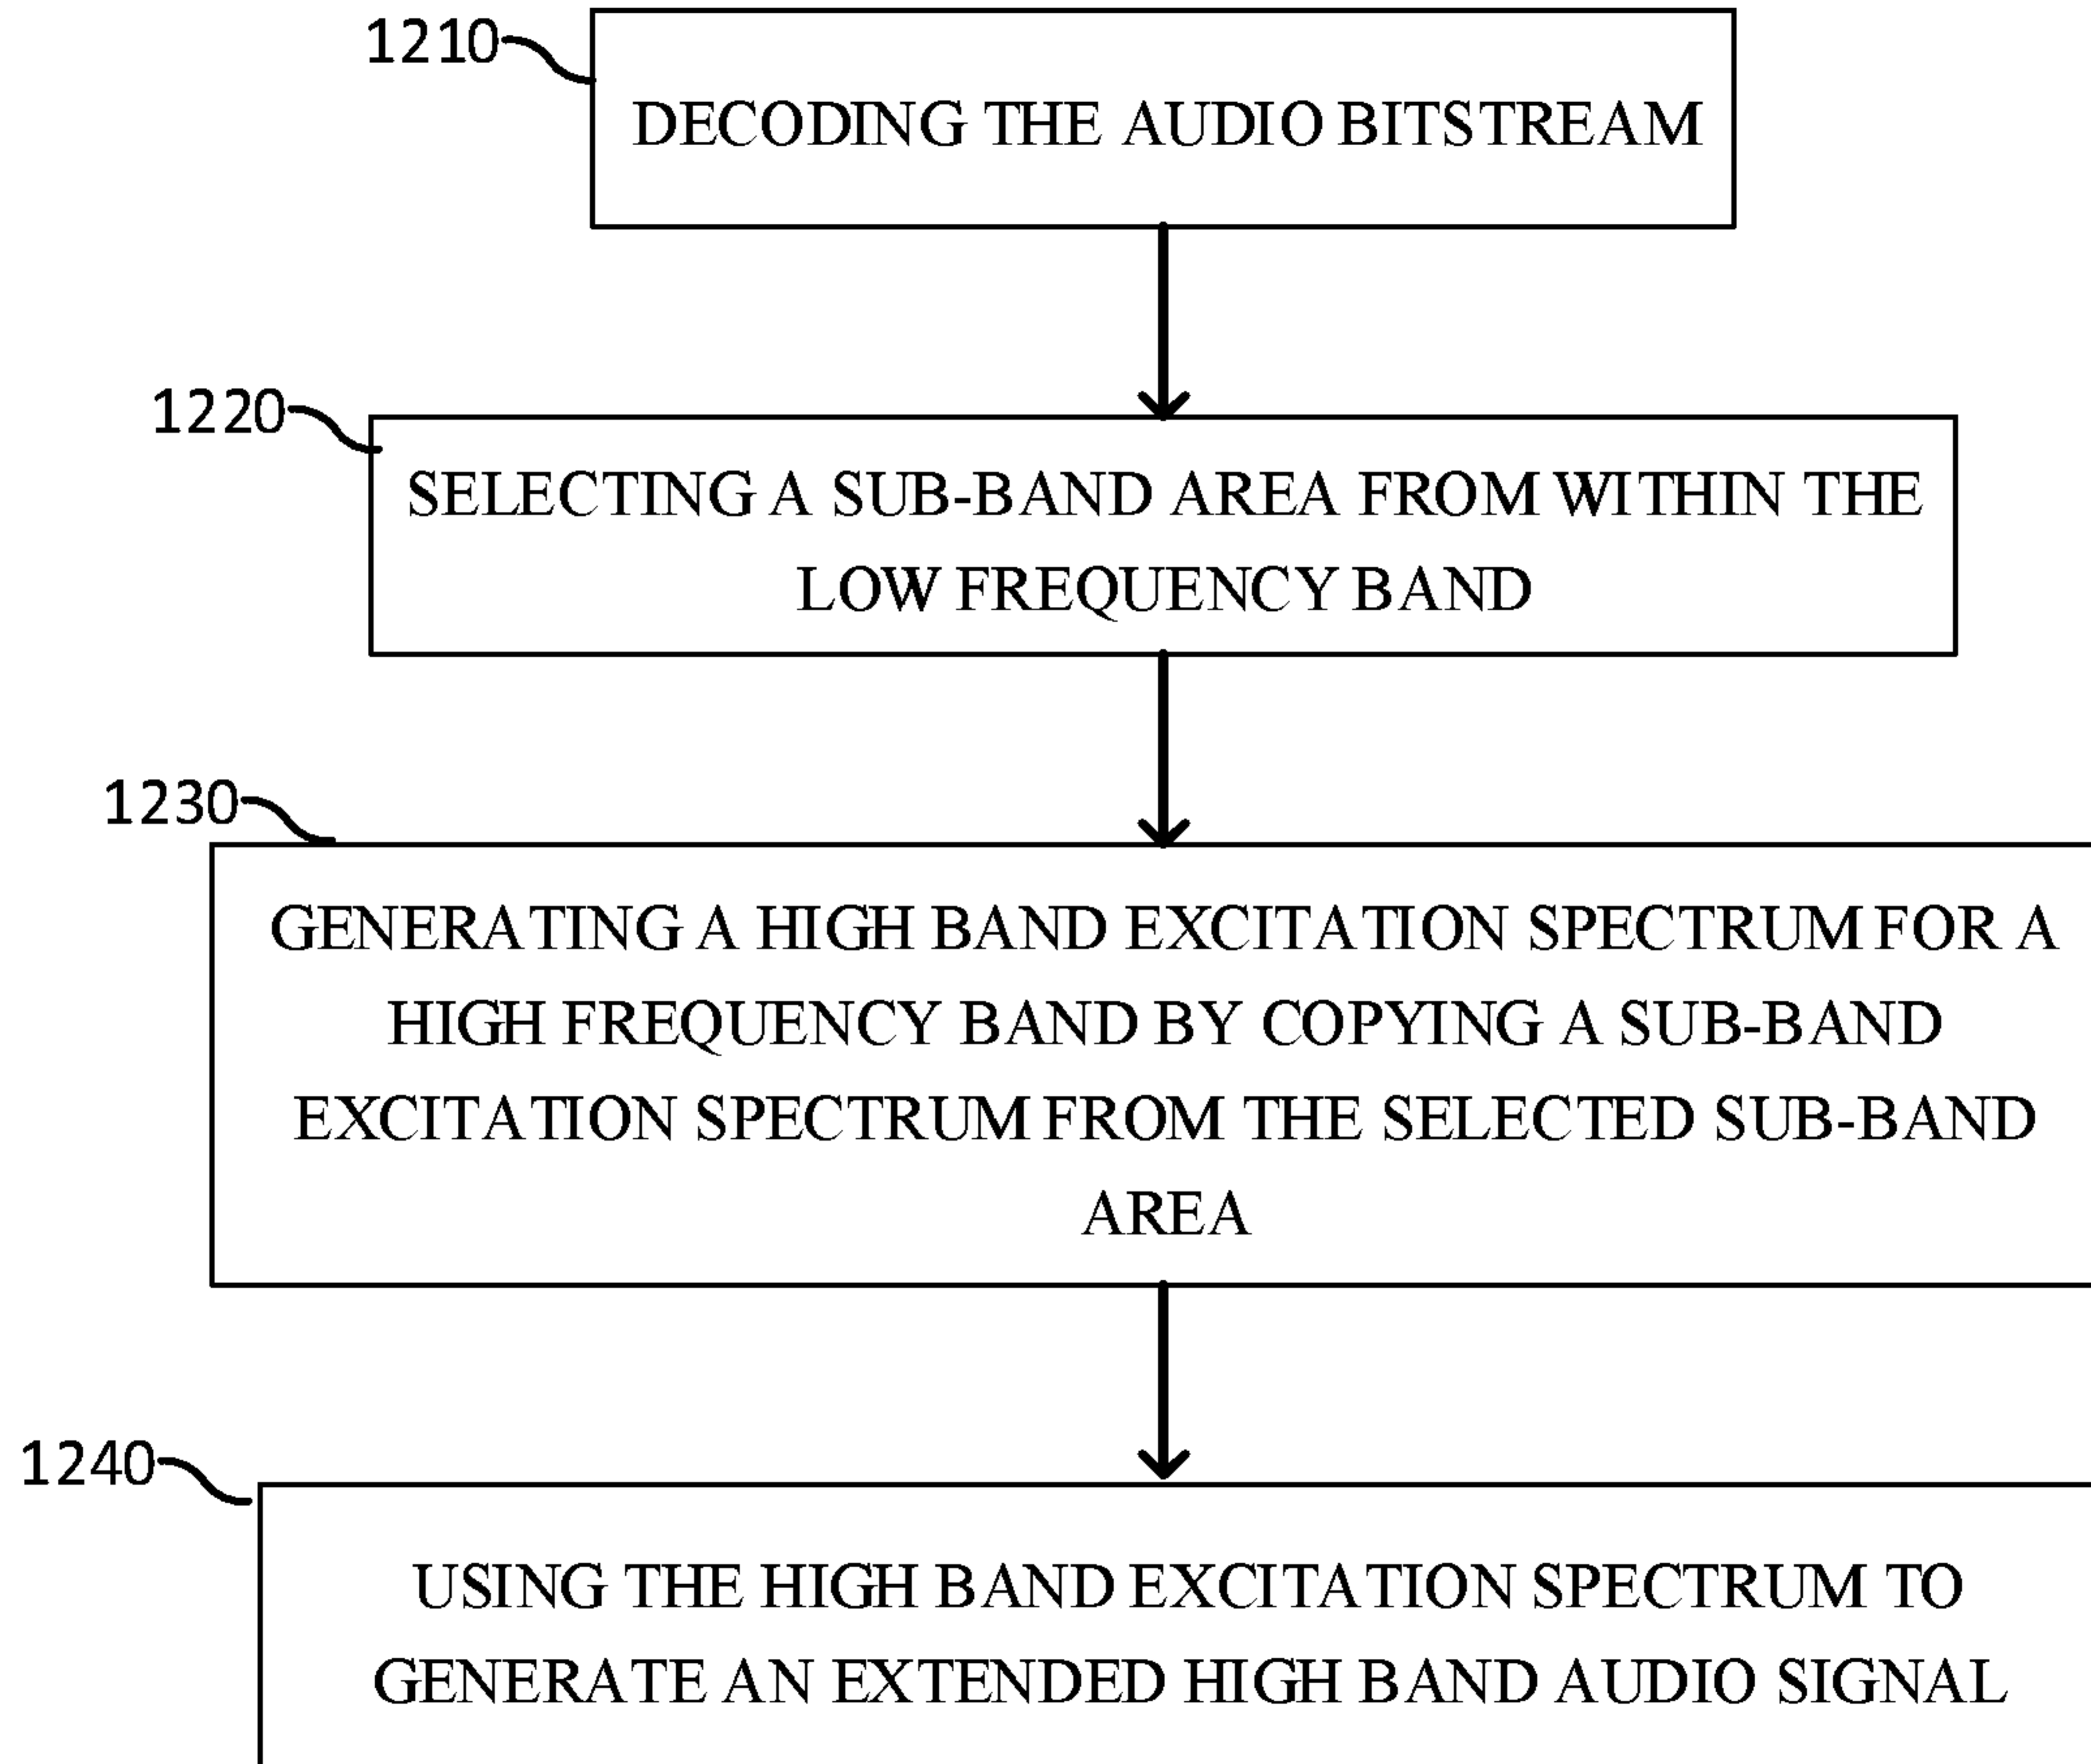 1210
DECODING THE AUDIO BITSTREAM
1220
SELECTING A SUB-BAND AREA FROM WITHIN THE
LOW FREQUENCY BAND
1230
GENERATING A HIGH BAND EXCITATION SPECTRUM FOR A
HIGH FREQUENCY BAND BY COPYING A SUB-BAND
EXCITATION SPECTRUM FROM THE SELECTED SUB-BAND
AREA
1240
USING THE HIGH BAND EXCITATION SPECTRUM TO
GENERATE AN EXTENDED HIGH BAND AUDIO SIGNAL